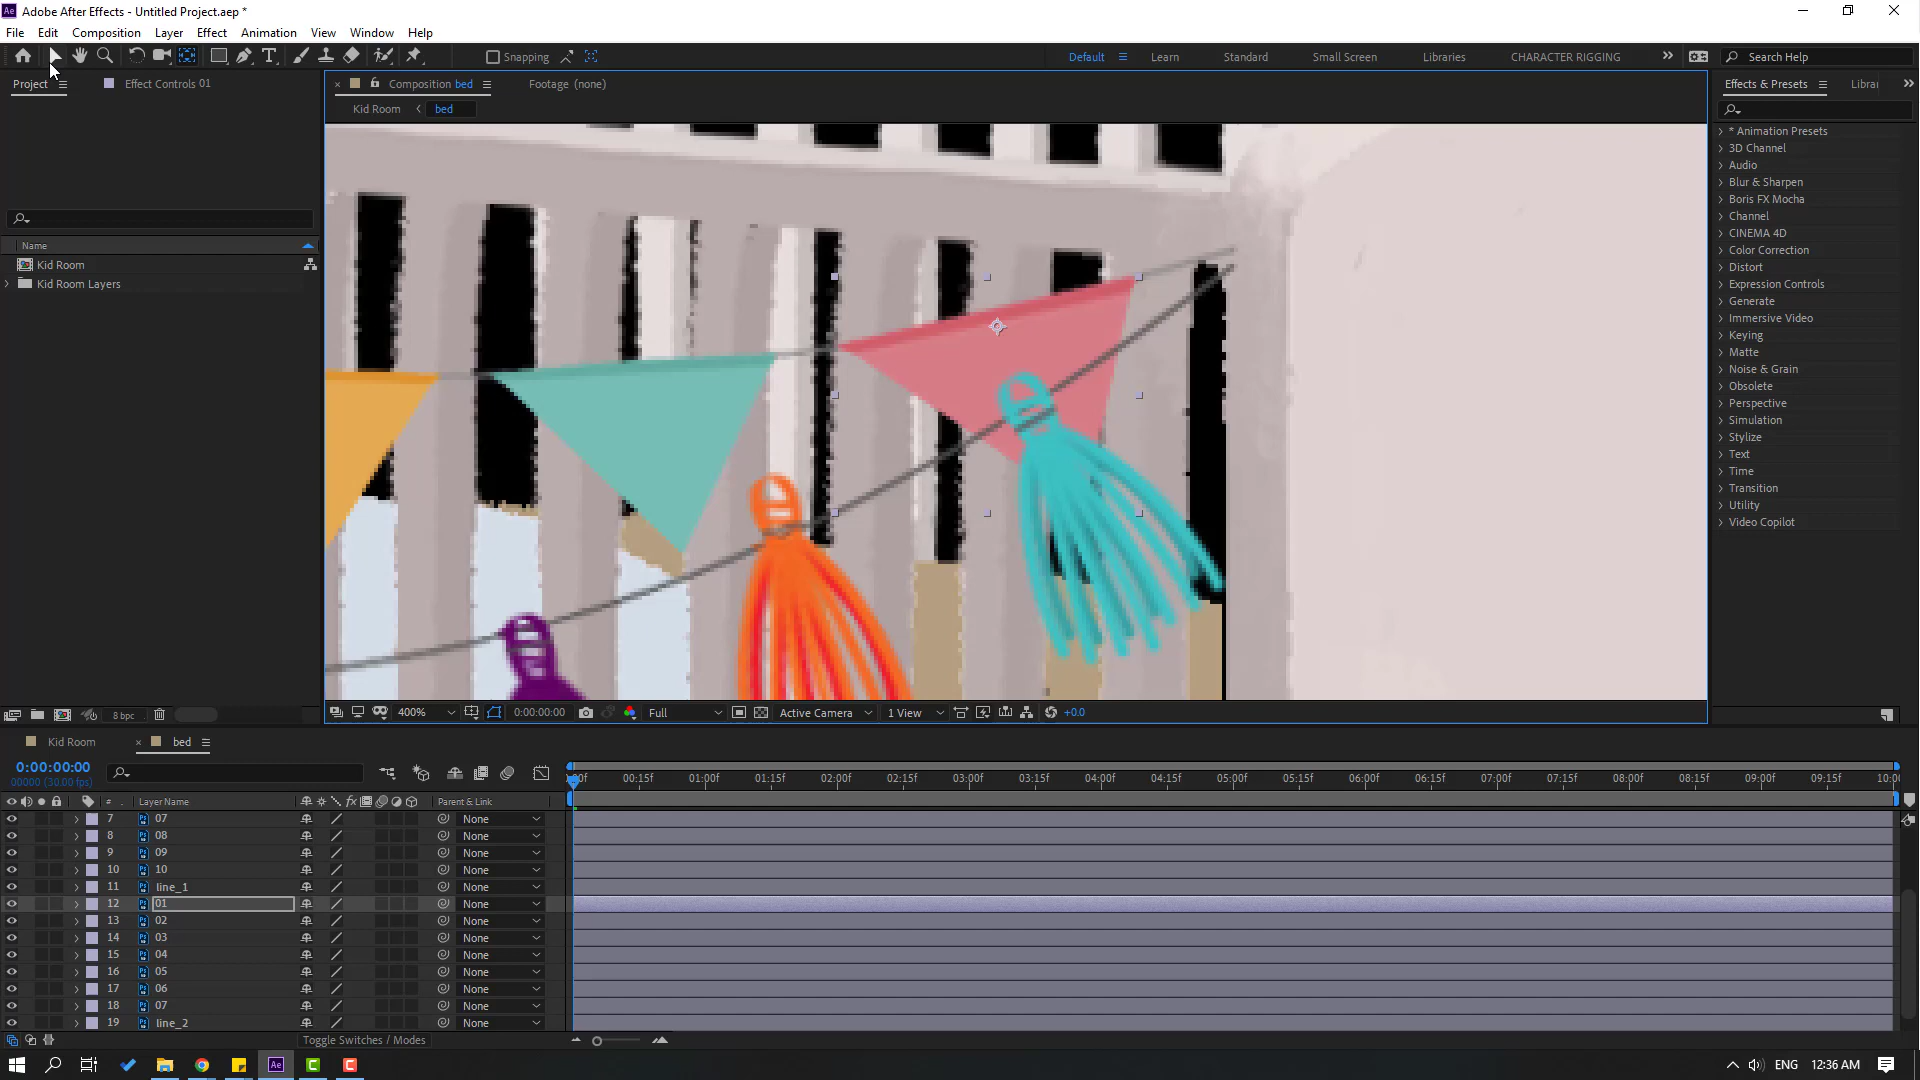 Adobe After Effects - Untitled Project.aep *
File Edit Composition Layer Effect Animation View Window Help
Snapping Default Learn Standard Small Screen Libraries CHARACTER RIGGING Search Help
Project Effect Controls 01 Composition bed Footage (none) Effects & Presets Librar
Kid Room bed
* Animation Presets
3D Channel
Audio
Blur & Sharpen
Boris FX Mocha
Channel
CINEMA 4D
Color Correction
Distort
Expression Controls
Generate
Immersive Video
Keying
Matte
Noise & Grain
Obsolete
Perspective
Simulation
Stylize
Text
Time
Transition
Utility
Video Copilot
Name
Kid Room
Kid Room Layers
8 bpc 400% 0:00:00:00 Full Active Camera 1 View +0.0
Kid Room bed
0:00:00:00
00000 (30.00 fps)
:00f 00:15f 01:00f 01:15f 02:00f 02:15f 03:00f 03:15f 04:00f 04:15f 05:00f 05:15f 06:00f 06:15f 07:00f 07:15f 08:00f 08:15f 09:00f 09:15f 10:00
# Layer Name Parent & Link
7 07 None
8 08 None
9 09 None
10 10 None
11 line_1 None
12 01 None
13 02 None
14 03 None
15 04 None
16 05 None
17 06 None
18 07 None
19 line_2 None
Toggle Switches / Modes
ENG 12:36 AM